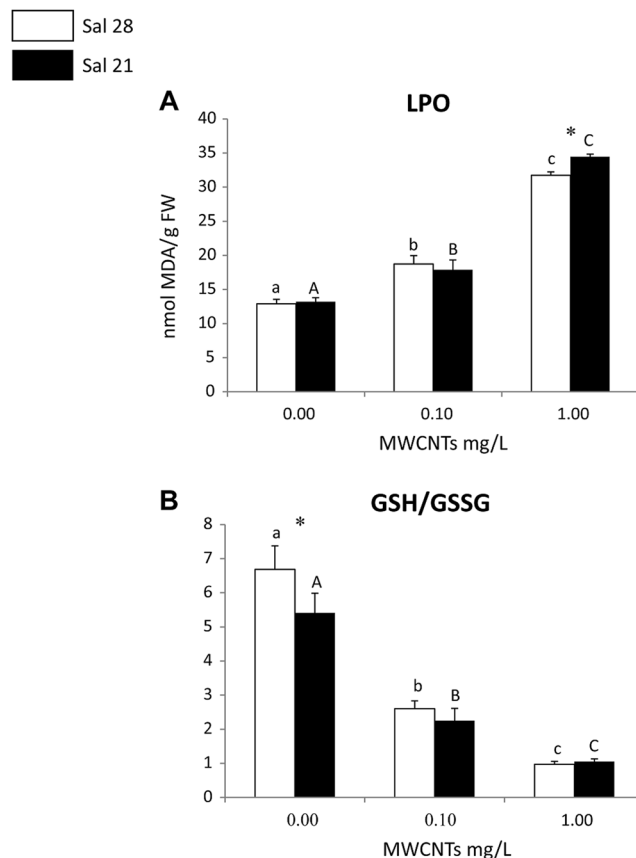 Sal 28
Sal 21
A LPO
40
35
30
25
20
15
10
5
0
nmol MDA/g FW
a A
b B
* c C
0.00 0.10 1.00
MWCNTs mg/L
B GSH/GSSG
8
7
6
5
4
3
2
1
0
a * A
b B
c C
0.00 0.10 1.00
MWCNTs mg/L